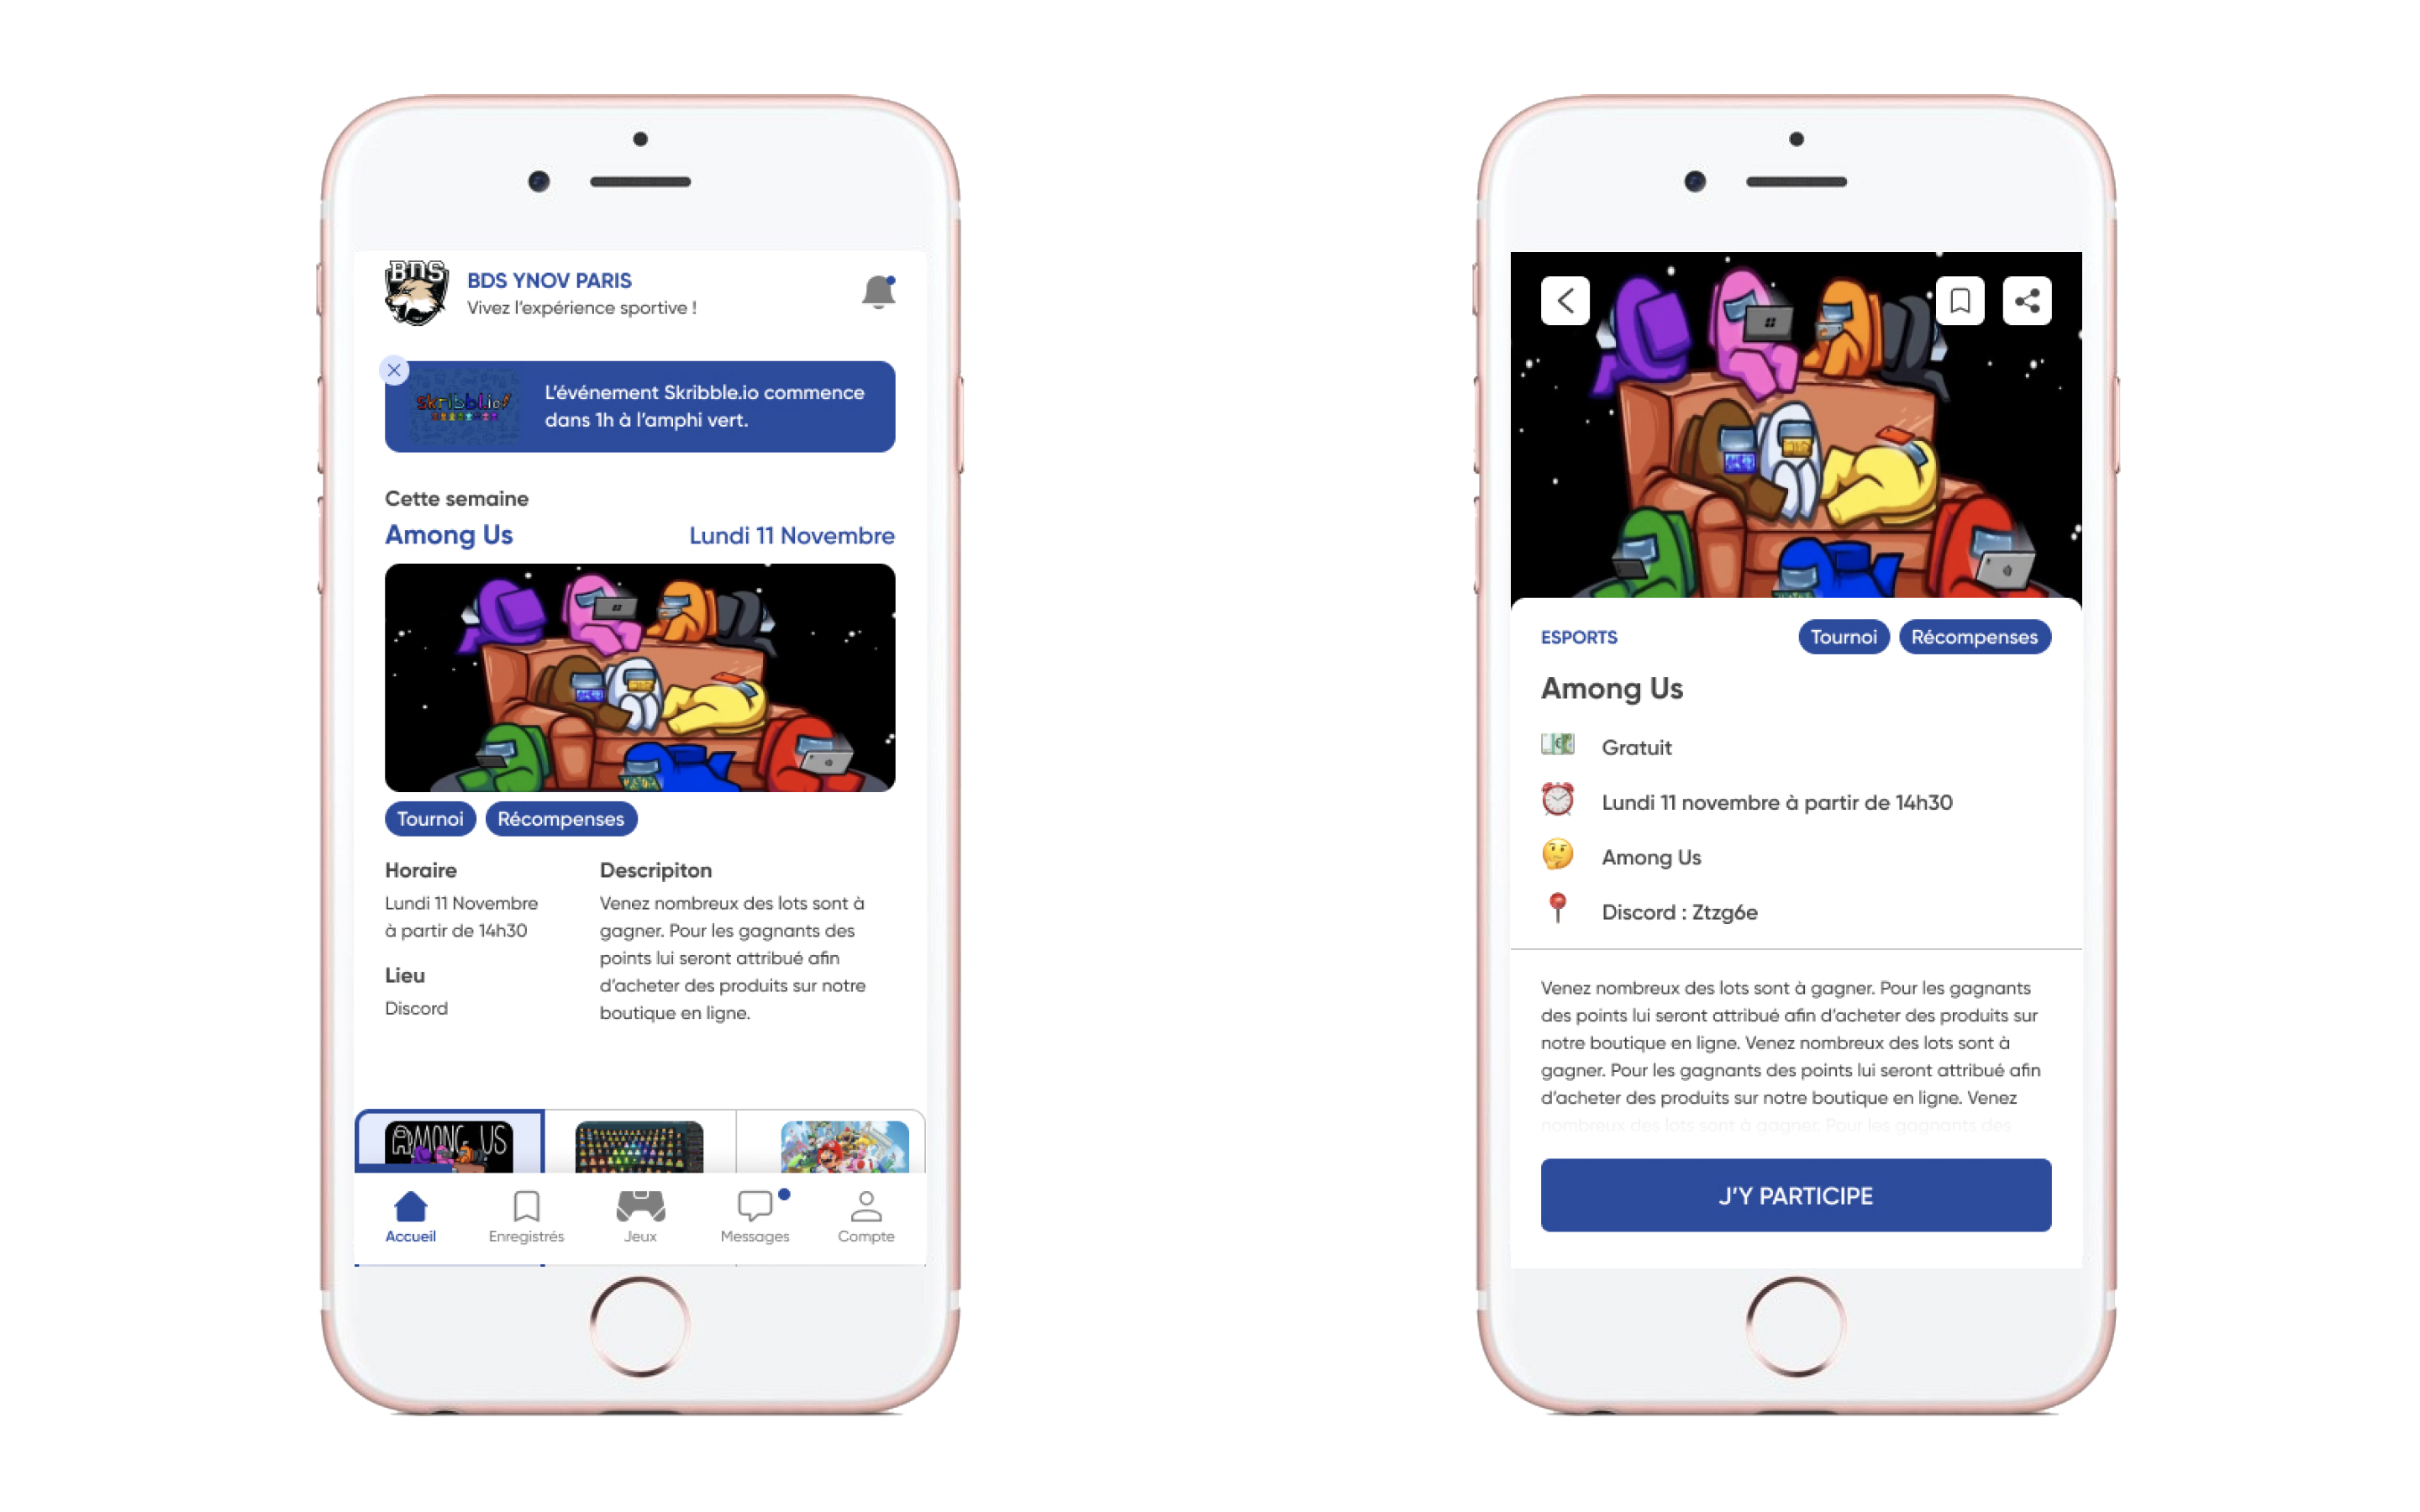 BDS
BDS YNOV PARIS
Vivez l'expérience sportive !
skribbl.io!
L'événement Skribble.io commence
dans 1h à l'amphi vert.
Cette semaine
Among Us
Lundi 11 Novembre
Tournoi
Récompenses
Horaire
Lundi 11 Novembre
à partir de 14h30
Lieu
Discord
Descripiton
Venez nombreux des lots sont à
gagner. Pour les gagnants des
points lui seront attribué afin
d'acheter des produits sur notre
boutique en ligne.
AMONG US
Accueil
Enregistrés
Jeux
Messages
Compte
ESPORTS
Tournoi
Récompenses
Among Us
Gratuit
Lundi 11 novembre à partir de 14h30
Among Us
Discord : Ztzg6e
Venez nombreux des lots sont à gagner. Pour les gagnants
des points lui seront attribué afin d'acheter des produits sur
notre boutique en ligne. Venez nombreux des lots sont à
gagner. Pour les gagnants des points lui seront attribué afin
d'acheter des produits sur notre boutique en ligne. Venez
nombreux des lots sont à gagner. Pour les gagnants des
J'Y PARTICIPE